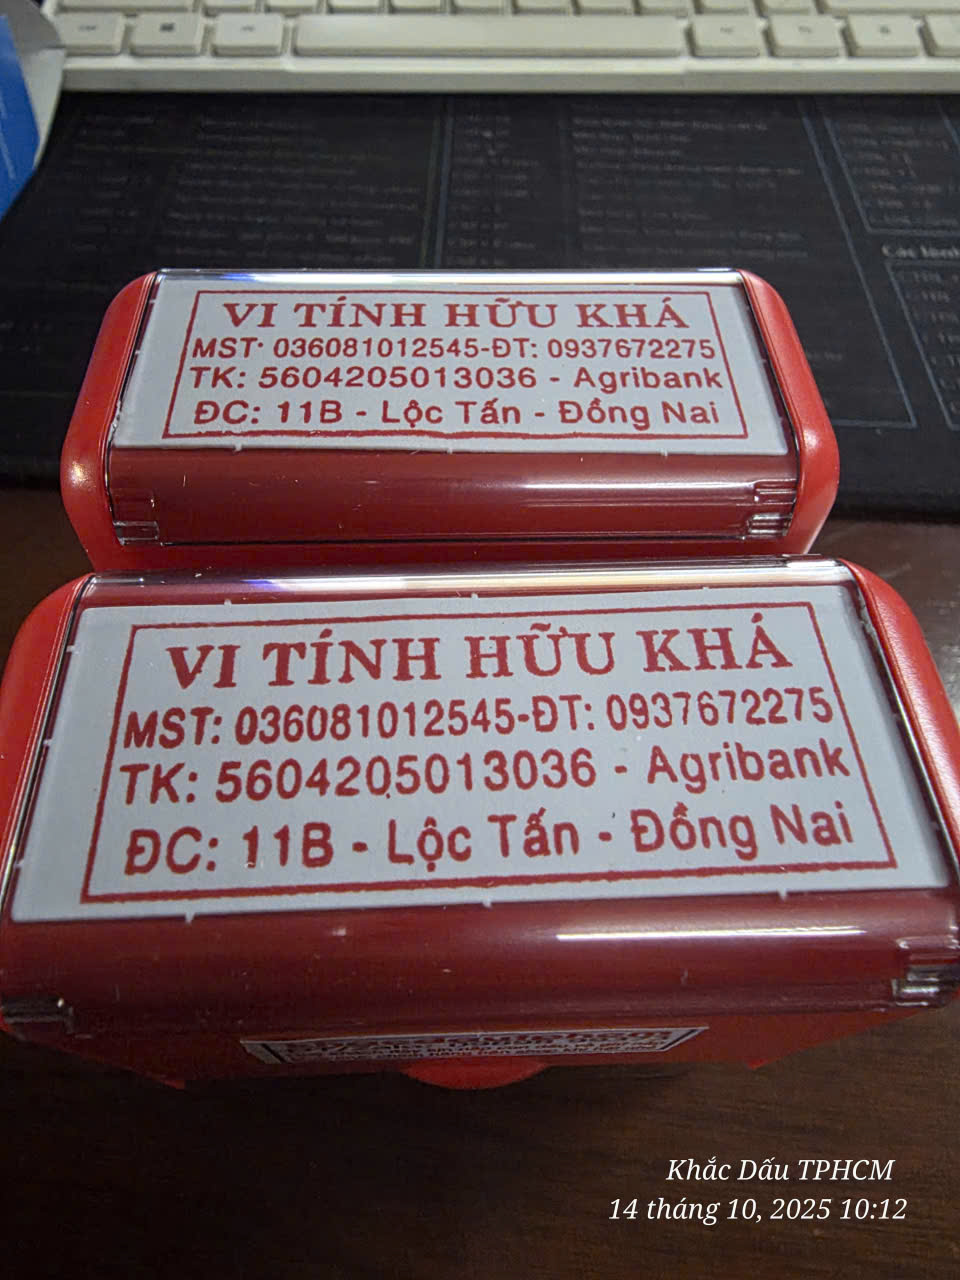 VI TÍNH HỮU KHÁ
MST: 036081012545-ĐT: 0937672275
TK: 5604205013036 - Agribank
ĐC: 11B - Lộc Tấn - Đồng Nai
VI TÍNH HỮU KHÁ
MST: 036081012545-ĐT: 0937672275
TK: 5604205013036 - Agribank
ĐC: 11B - Lộc Tấn - Đồng Nai
Khắc Dấu TPHCM
14 tháng 10, 2025 10:12